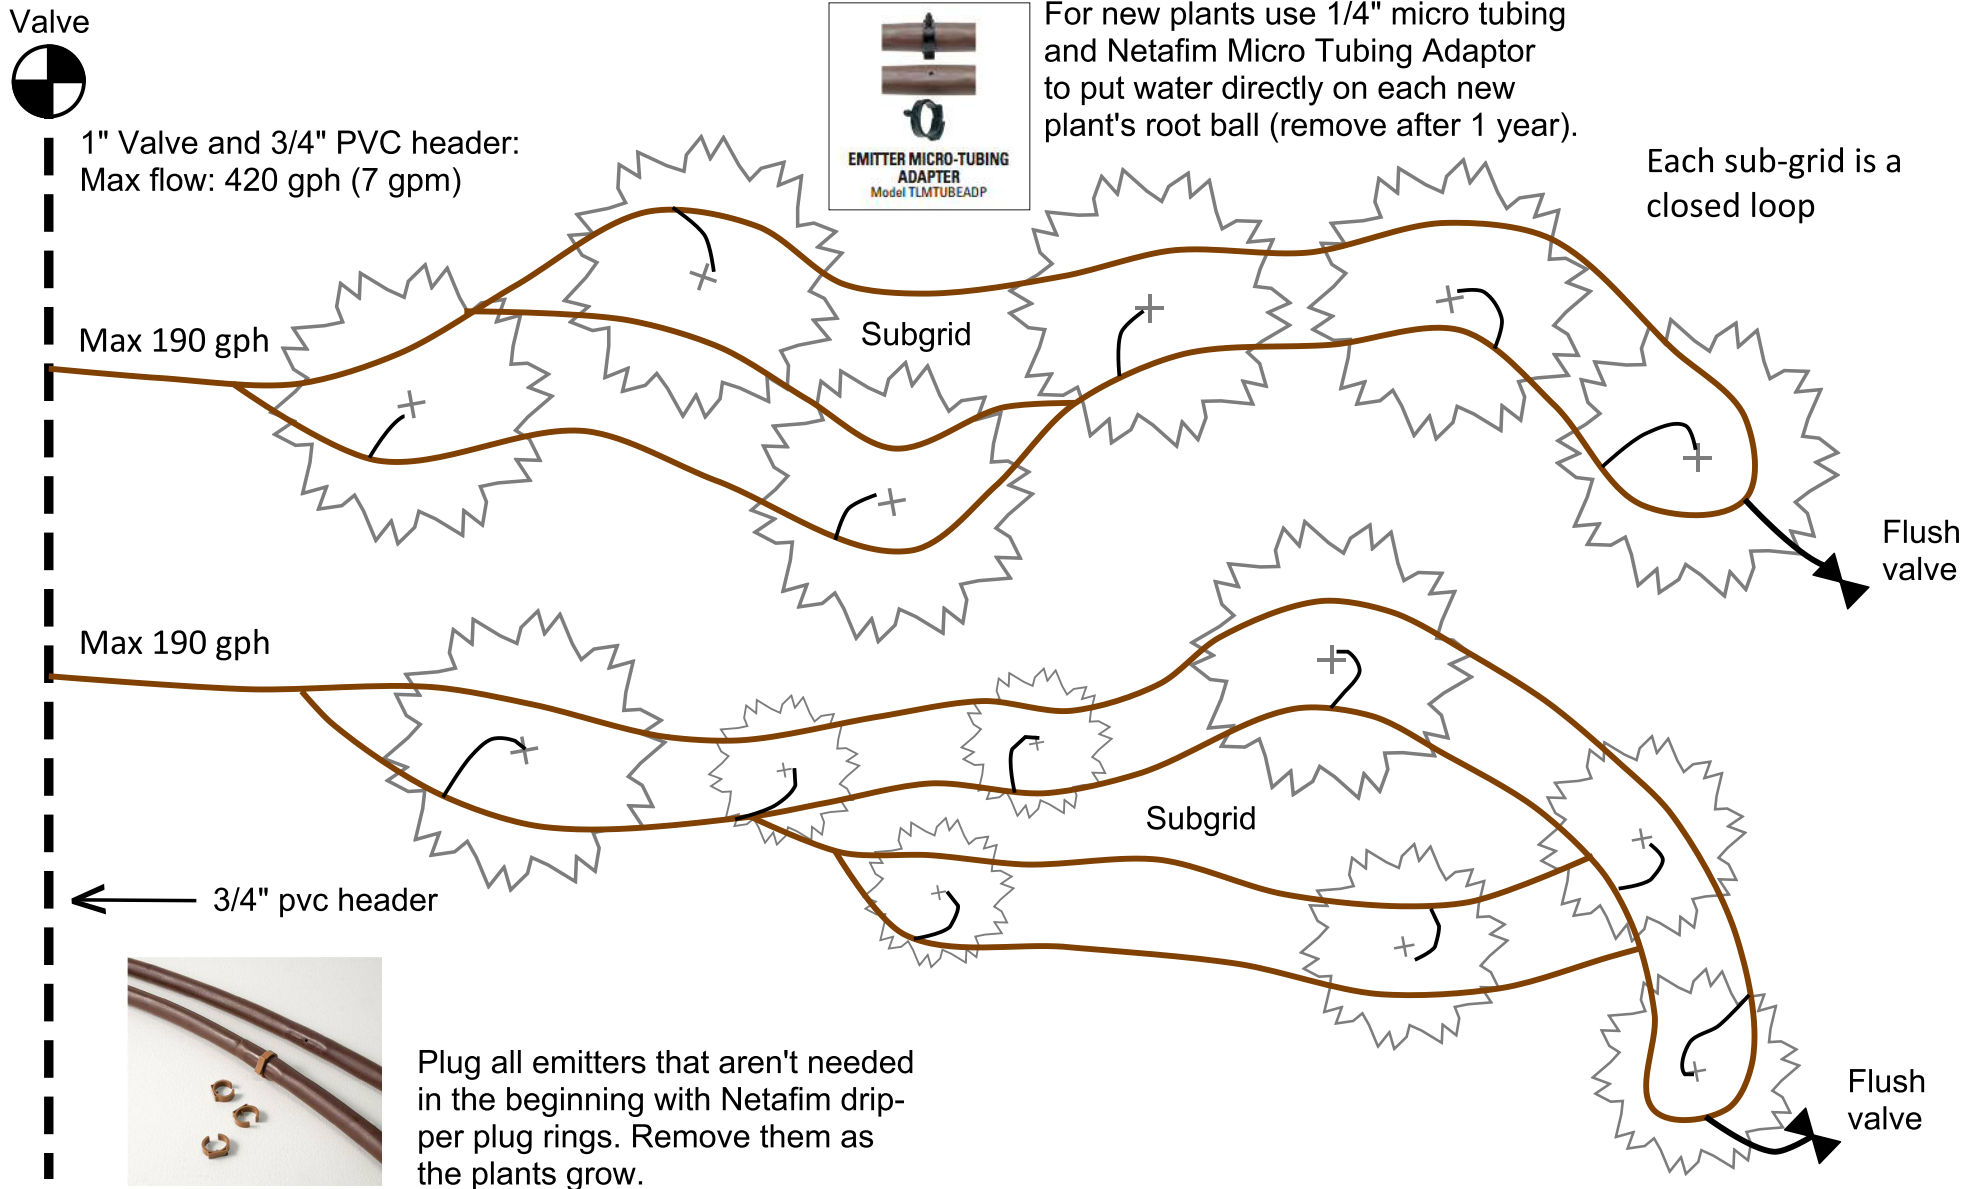 Valve
1" Valve and 3/4" PVC header:
Max flow: 420 gph (7 gpm)
EMITTER MICRO-TUBING
ADAPTER
Model TLMTUBEADP
For new plants use 1/4" micro tubing
and Netafim Micro Tubing Adaptor
to put water directly on each new
plant's root ball (remove after 1 year).
Each sub-grid is a
closed loop
Max 190 gph
Subgrid
Flush
valve
Max 190 gph
Subgrid
3/4" pvc header
Plug all emitters that aren't needed
in the beginning with Netafim drip-
per plug rings. Remove them as
the plants grow.
Flush
valve